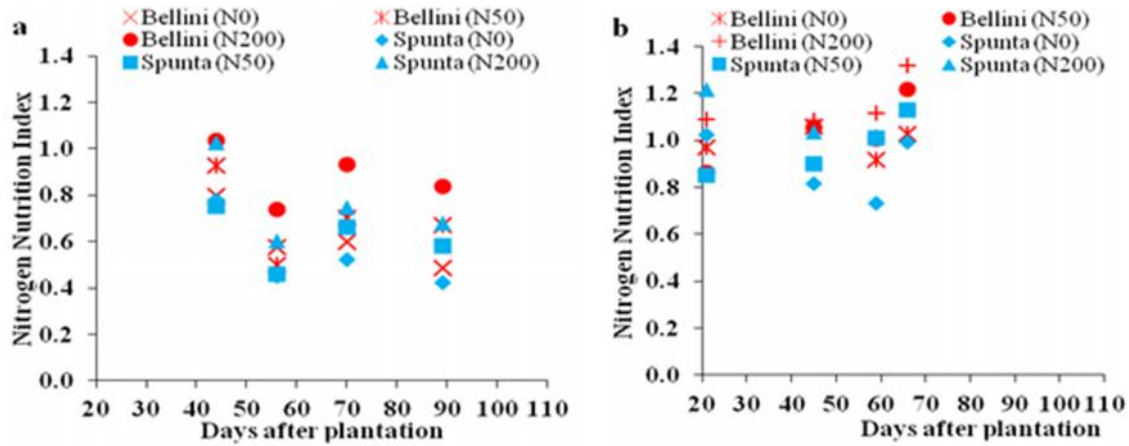 a
Bellini (N0) Bellini (N50)
Bellini (N200) Spunta (N0)
Spunta (N50) Spunta (N200)
Nitrogen Nutrition Index
1.4
1.2
1.0
0.8
0.6
0.4
0.2
0.0
20 30 40 50 60 70 80 90 100 110
Days after plantation
b
Bellini (N0) Bellini (N50)
Bellini (N200) Spunta (N0)
Spunta (N50) Spunta (N200)
Nitrogen Nutrition Index
1.4
1.2
1.0
0.8
0.6
0.4
0.2
0.0
20 30 40 50 60 70 80 90 100 110
Days after plantation